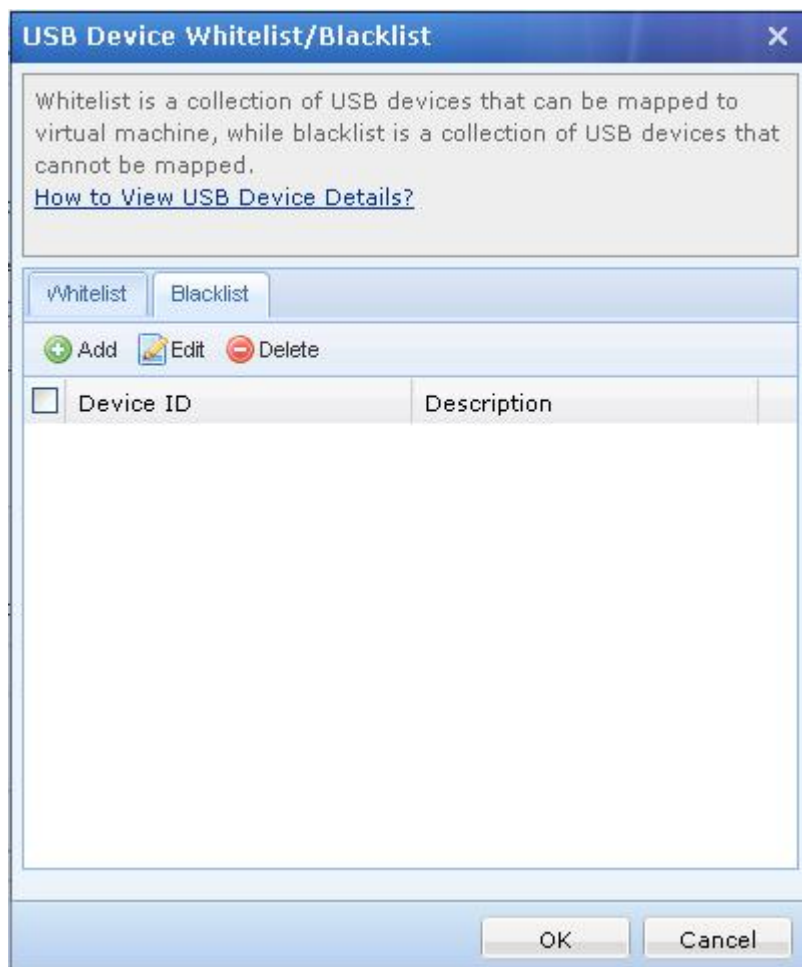 USB Device Whitelist/Blacklist
Whitelist is a collection of USB devices that can be mapped to
virtual machine, while blacklist is a collection of USB devices that
cannot be mapped.
How to View USB Device Details?
Whitelist Blacklist
Add Edit Delete
Device ID Description
OK Cancel